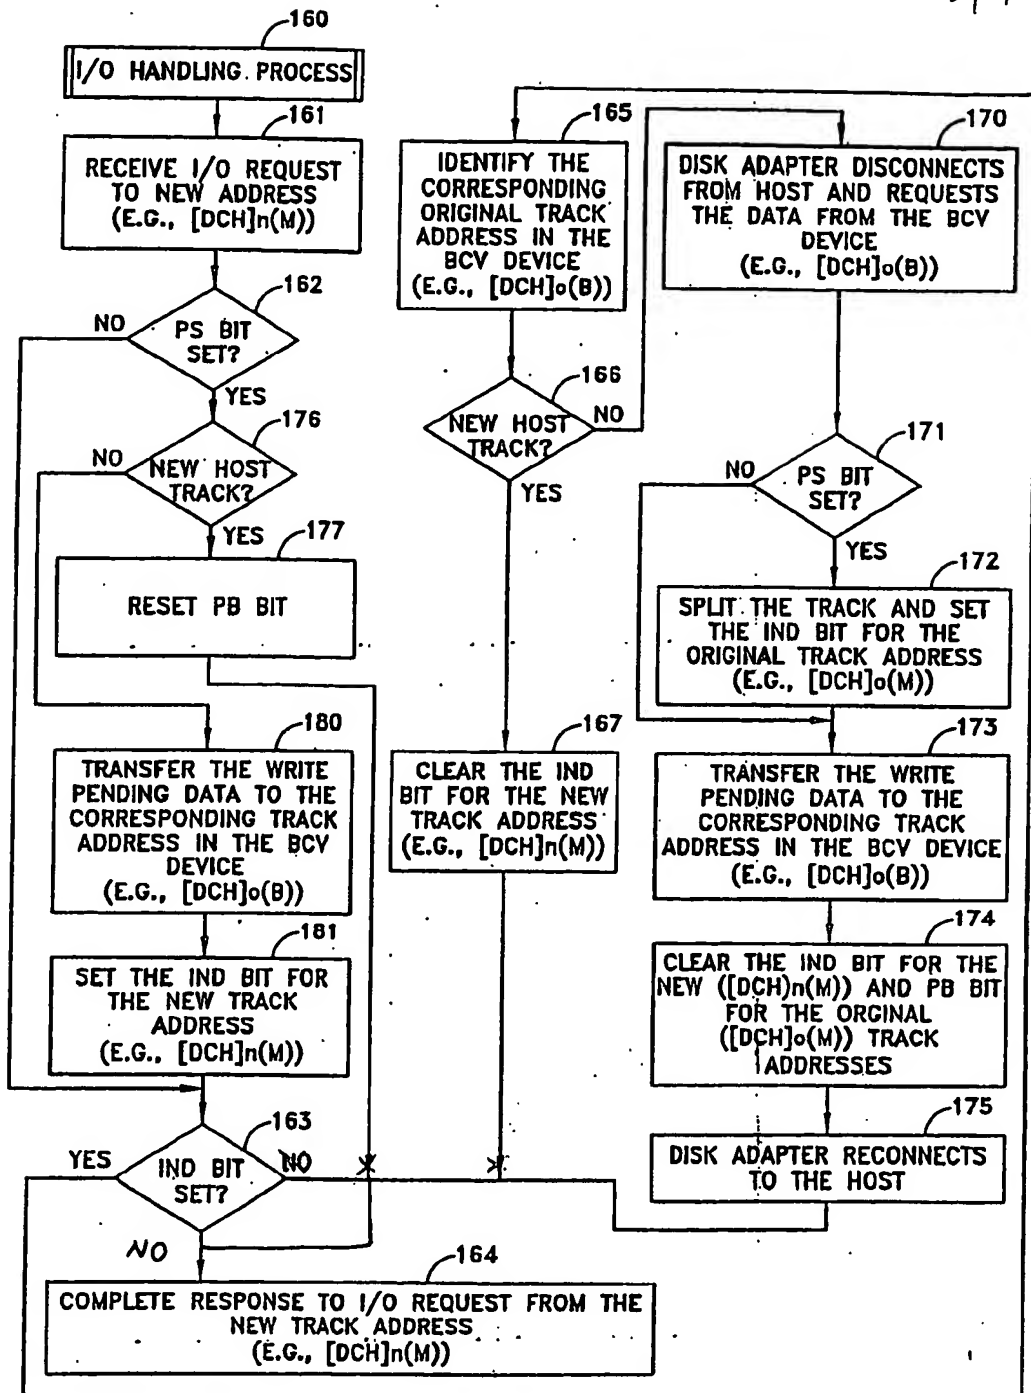 160
I/O HANDLING PROCESS
161
RECEIVE I/O REQUEST
TO NEW ADDRESS
(E.G., [DCH]n(M))
162
NO
PS BIT
SET?
YES
176
NO
NEW HOST
TRACK?
YES
177
RESET PB BIT
180
TRANSFER THE WRITE
PENDING DATA TO THE
CORRESPONDING TRACK
ADDRESS IN THE BCV
DEVICE
(E.G., [DCH]o(B))
181
SET THE IND BIT FOR
THE NEW TRACK
ADDRESS
(E.G., [DCH]n(M))
163
YES
IND BIT
SET?
NO
NO
164
COMPLETE RESPONSE TO I/O REQUEST FROM THE
NEW TRACK ADDRESS
(E.G., [DCH]n(M))
165
IDENTIFY THE
CORRESPONDING
ORIGINAL TRACK
ADDRESS IN THE
BCV DEVICE
(E.G., [DCH]o(B))
166
NEW HOST
TRACK?
NO
YES
167
CLEAR THE IND
BIT FOR THE NEW
TRACK ADDRESS
(E.G., [DCH]n(M))
170
DISK ADAPTER DISCONNECTS
FROM HOST AND REQUESTS
THE DATA FROM THE BCV
DEVICE
(E.G., [DCH]o(B))
171
NO
PS BIT
SET?
YES
172
SPLIT THE TRACK AND SET
THE IND BIT FOR THE
ORIGINAL TRACK ADDRESS
(E.G., [DCH]o(M))
173
TRANSFER THE WRITE
PENDING DATA TO THE
CORRESPONDING TRACK
ADDRESS IN THE BCV DEVICE
(E.G., [DCH]o(B))
174
CLEAR THE IND BIT FOR THE
NEW ([DCH)n(M)) AND PB BIT
FOR THE ORGINAL
([DCH]o(M)) TRACK
ADDRESSES
175
DISK ADAPTER RECONNECTS
TO THE HOST